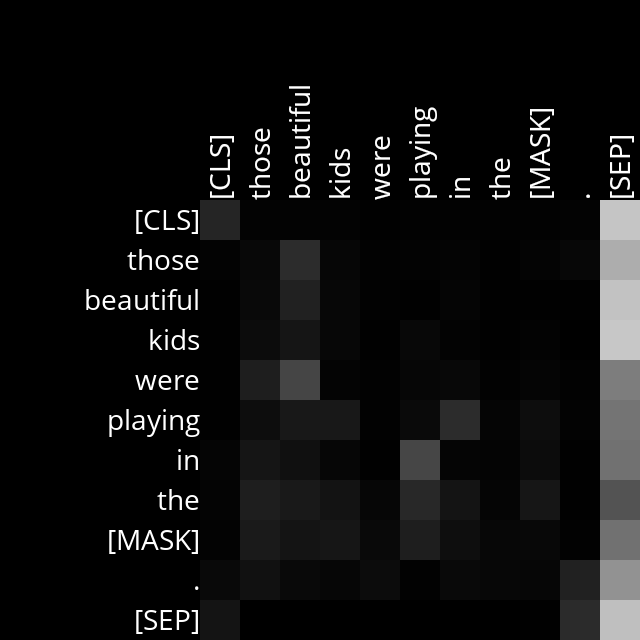 [CLS] those beautiful kids were playing in the [MASK] . [SEP]
[CLS]
those
beautiful
kids
were
playing
in
the
[MASK]
.
[SEP]